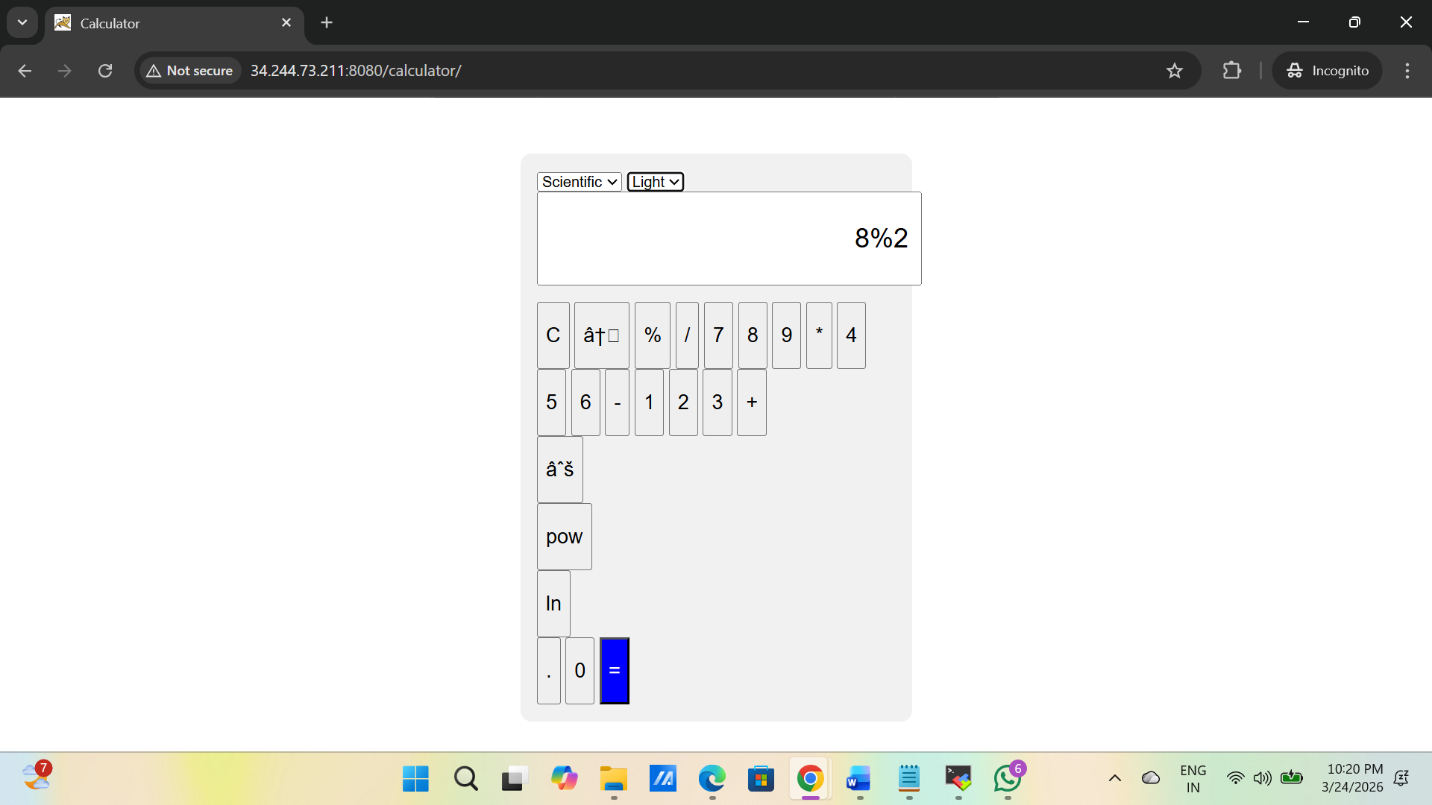 Calculator
Not secure 34.244.73.211:8080/calculator/ Incognito
Scientific Light
8%2
C â†□ % / 7 8 9 * 4
5 6 - 1 2 3 +
âˆš
pow
ln
. 0 =
7 6 ENG 10:20 PM
IN 3/24/2026